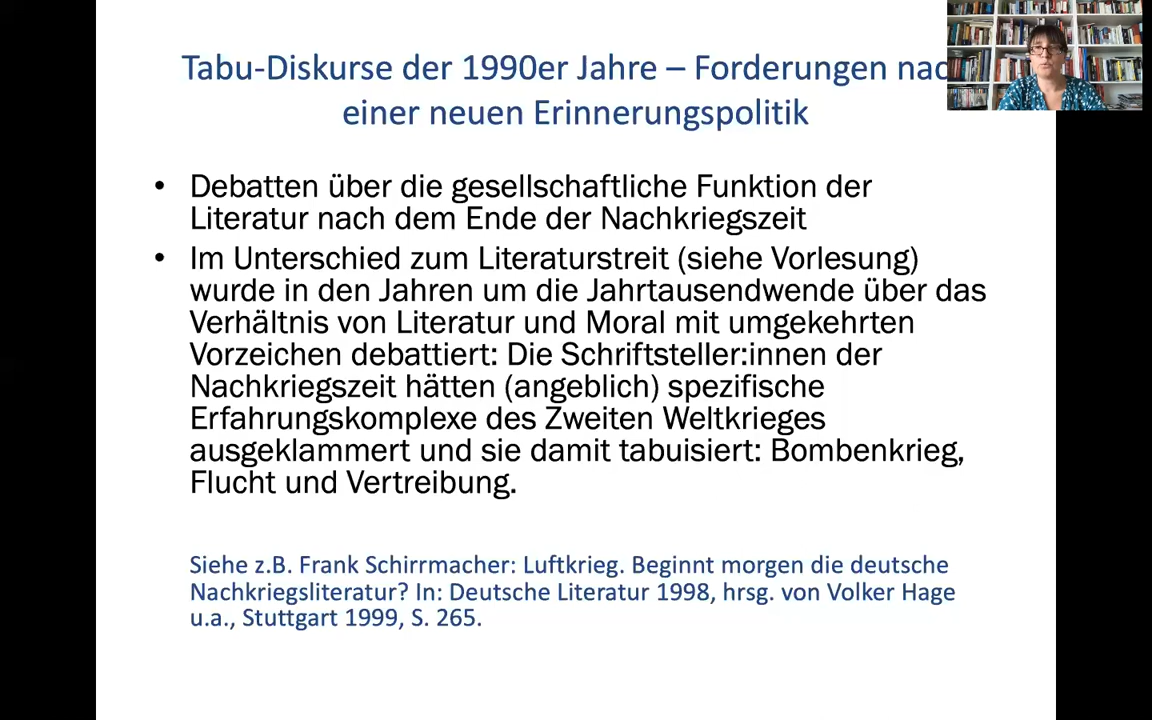 Tabu-Diskurse der 1990er Jahre – Forderungen
einer neuen Erinnerungspolitik
• Debatten über die gesellschaftliche Funktion der
Literatur nach dem Ende der Nachkriegszeit
• Im Unterschied zum Literaturstreit (siehe Vorlesung)
wurde in den Jahren um die Jahrtausendwende über das
Verhältnis von Literatur und Moral mit umgekehrten
Vorzeichen debattiert: Die Schriftsteller:innen der
Nachkriegszeit hätten (angeblich) spezifische
Erfahrungskomplexe des Zweiten Weltkrieges
ausgeklammert und sie damit tabuisiert: Bombenkrieg,
Flucht und Vertreibung.
Siehe z.B. Frank Schirrmacher: Luftkrieg. Beginnt morgen die deutsche
Nachkriegsliteratur? In: Deutsche Literatur 1998, hrsg. von Volker Hage
u.a., Stuttgart 1999, S. 265.